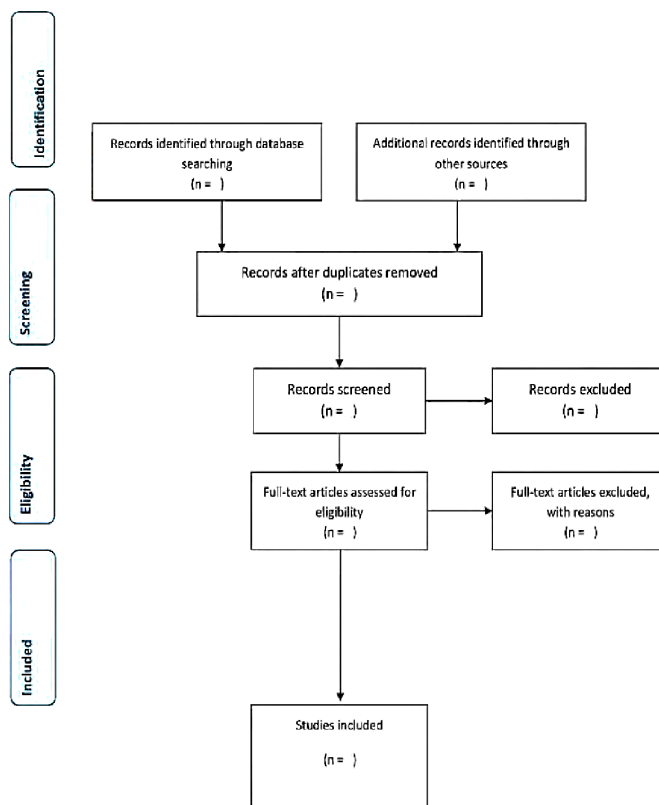 Identification
Records identified through database
searching
(n =   )
Additional records identified through
other sources
(n =   )
Screening
Records after duplicates removed
(n =   )
Eligibility
Records screened
(n =   )
Records excluded
(n =   )
Full-text articles assessed for
eligibility
(n =   )
Full-text articles excluded,
with reasons
(n =   )
Included
Studies included
(n =   )